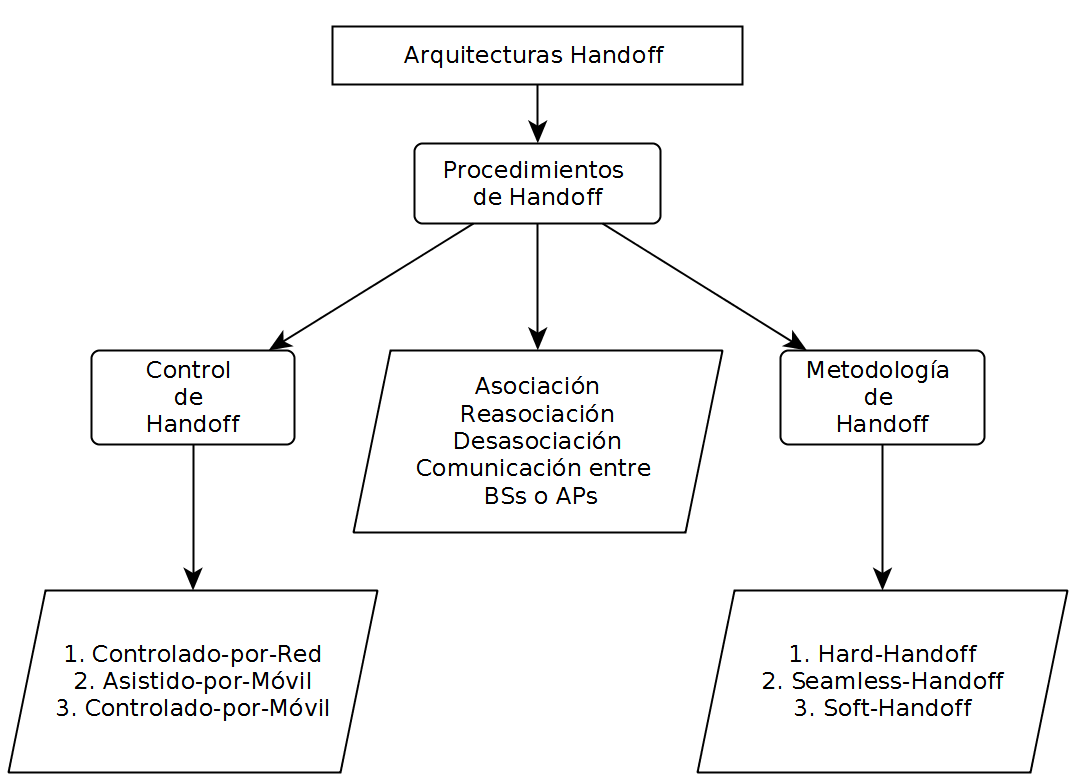 Arquitecturas Handoff
Procedimientos
de Handoff
Control
de
Handoff
Asociación
Reasociación
Desasociación
Comunicación entre
BSs o APs
Metodología
de
Handoff
1. Controlado-por-Red
2. Asistido-por-Móvil
3. Controlado-por-Móvil
1. Hard-Handoff
2. Seamless-Handoff
3. Soft-Handoff